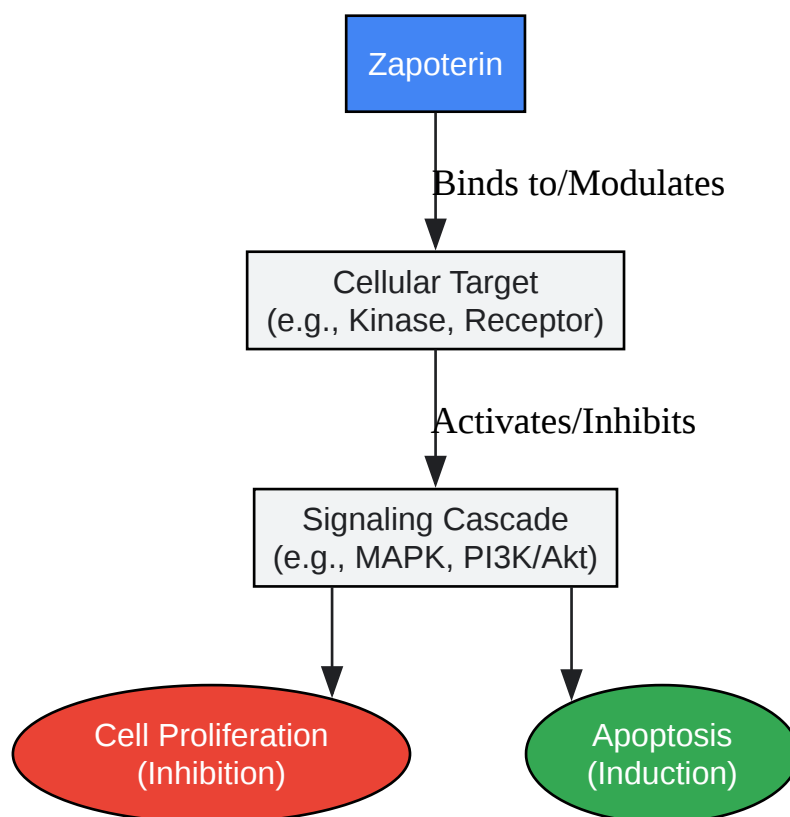 Zapoterin
Binds to/Modulates
Cellular Target
(e.g., Kinase, Receptor)
Activates/Inhibits
Signaling Cascade
(e.g., MAPK, PI3K/Akt)
Cell Proliferation
(Inhibition)
Apoptosis
(Induction)